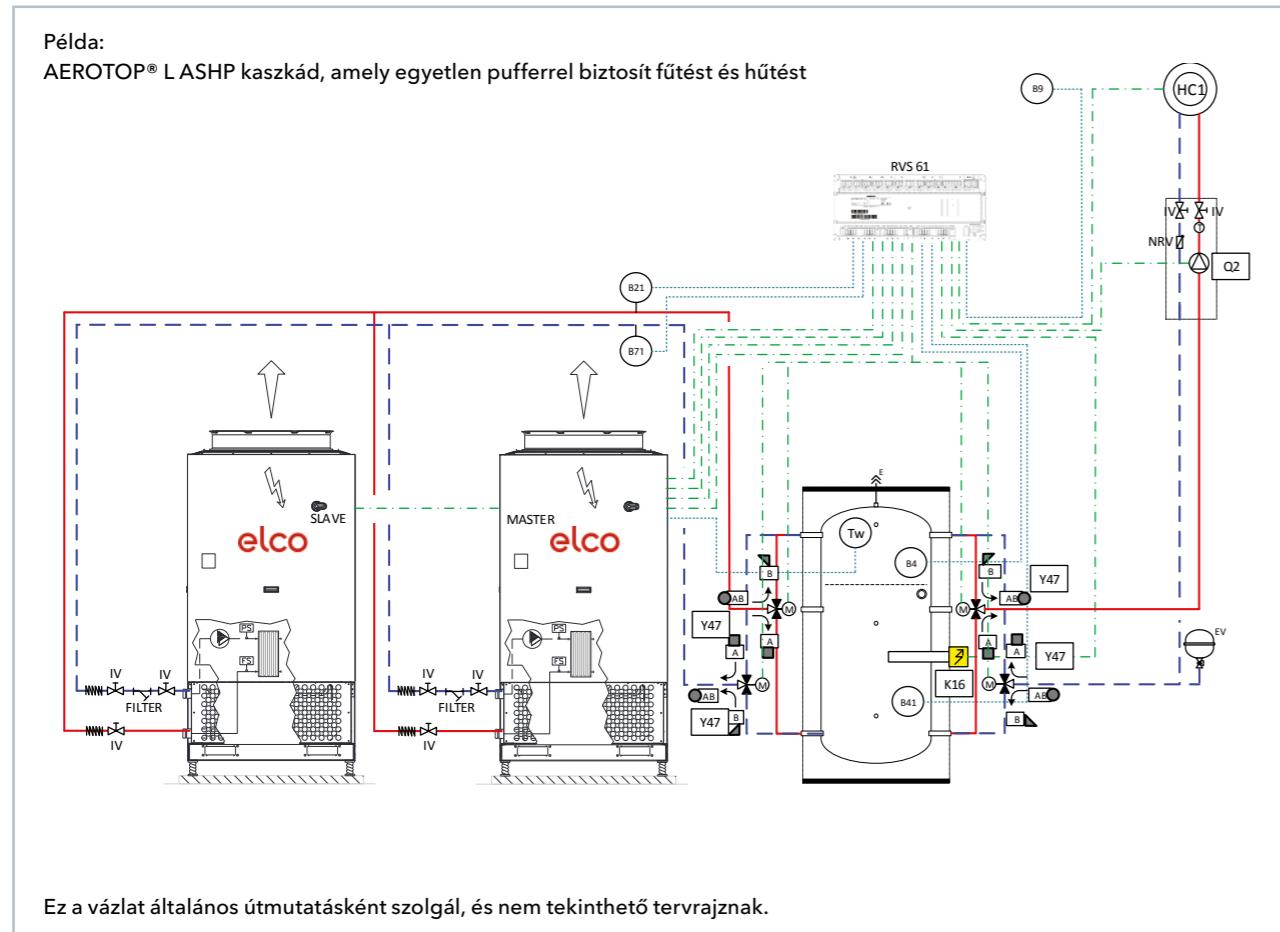 Példa:
AEROTOP® L ASHP kaszkád, amely egyetlen pufferrel biztosít fűtést és hűtést
B9
HC1
RVS 61
IV
IV
T
NRV
Q2
B21
B71
SLAVE
elco
MASTER
elco
E
Tw
B4
B
B
Y47
AB
AB
M
M
Y47
A
A
A
A
Y47
EV
PS
PS
FS
FS
M
K16
M
IV
IV
IV
IV
FILTER
FILTER
AB
B41
AB
Y47
B
B
IV
IV
Ez a vázlat általános útmutatásként szolgál, és nem tekinthető tervrajznak.